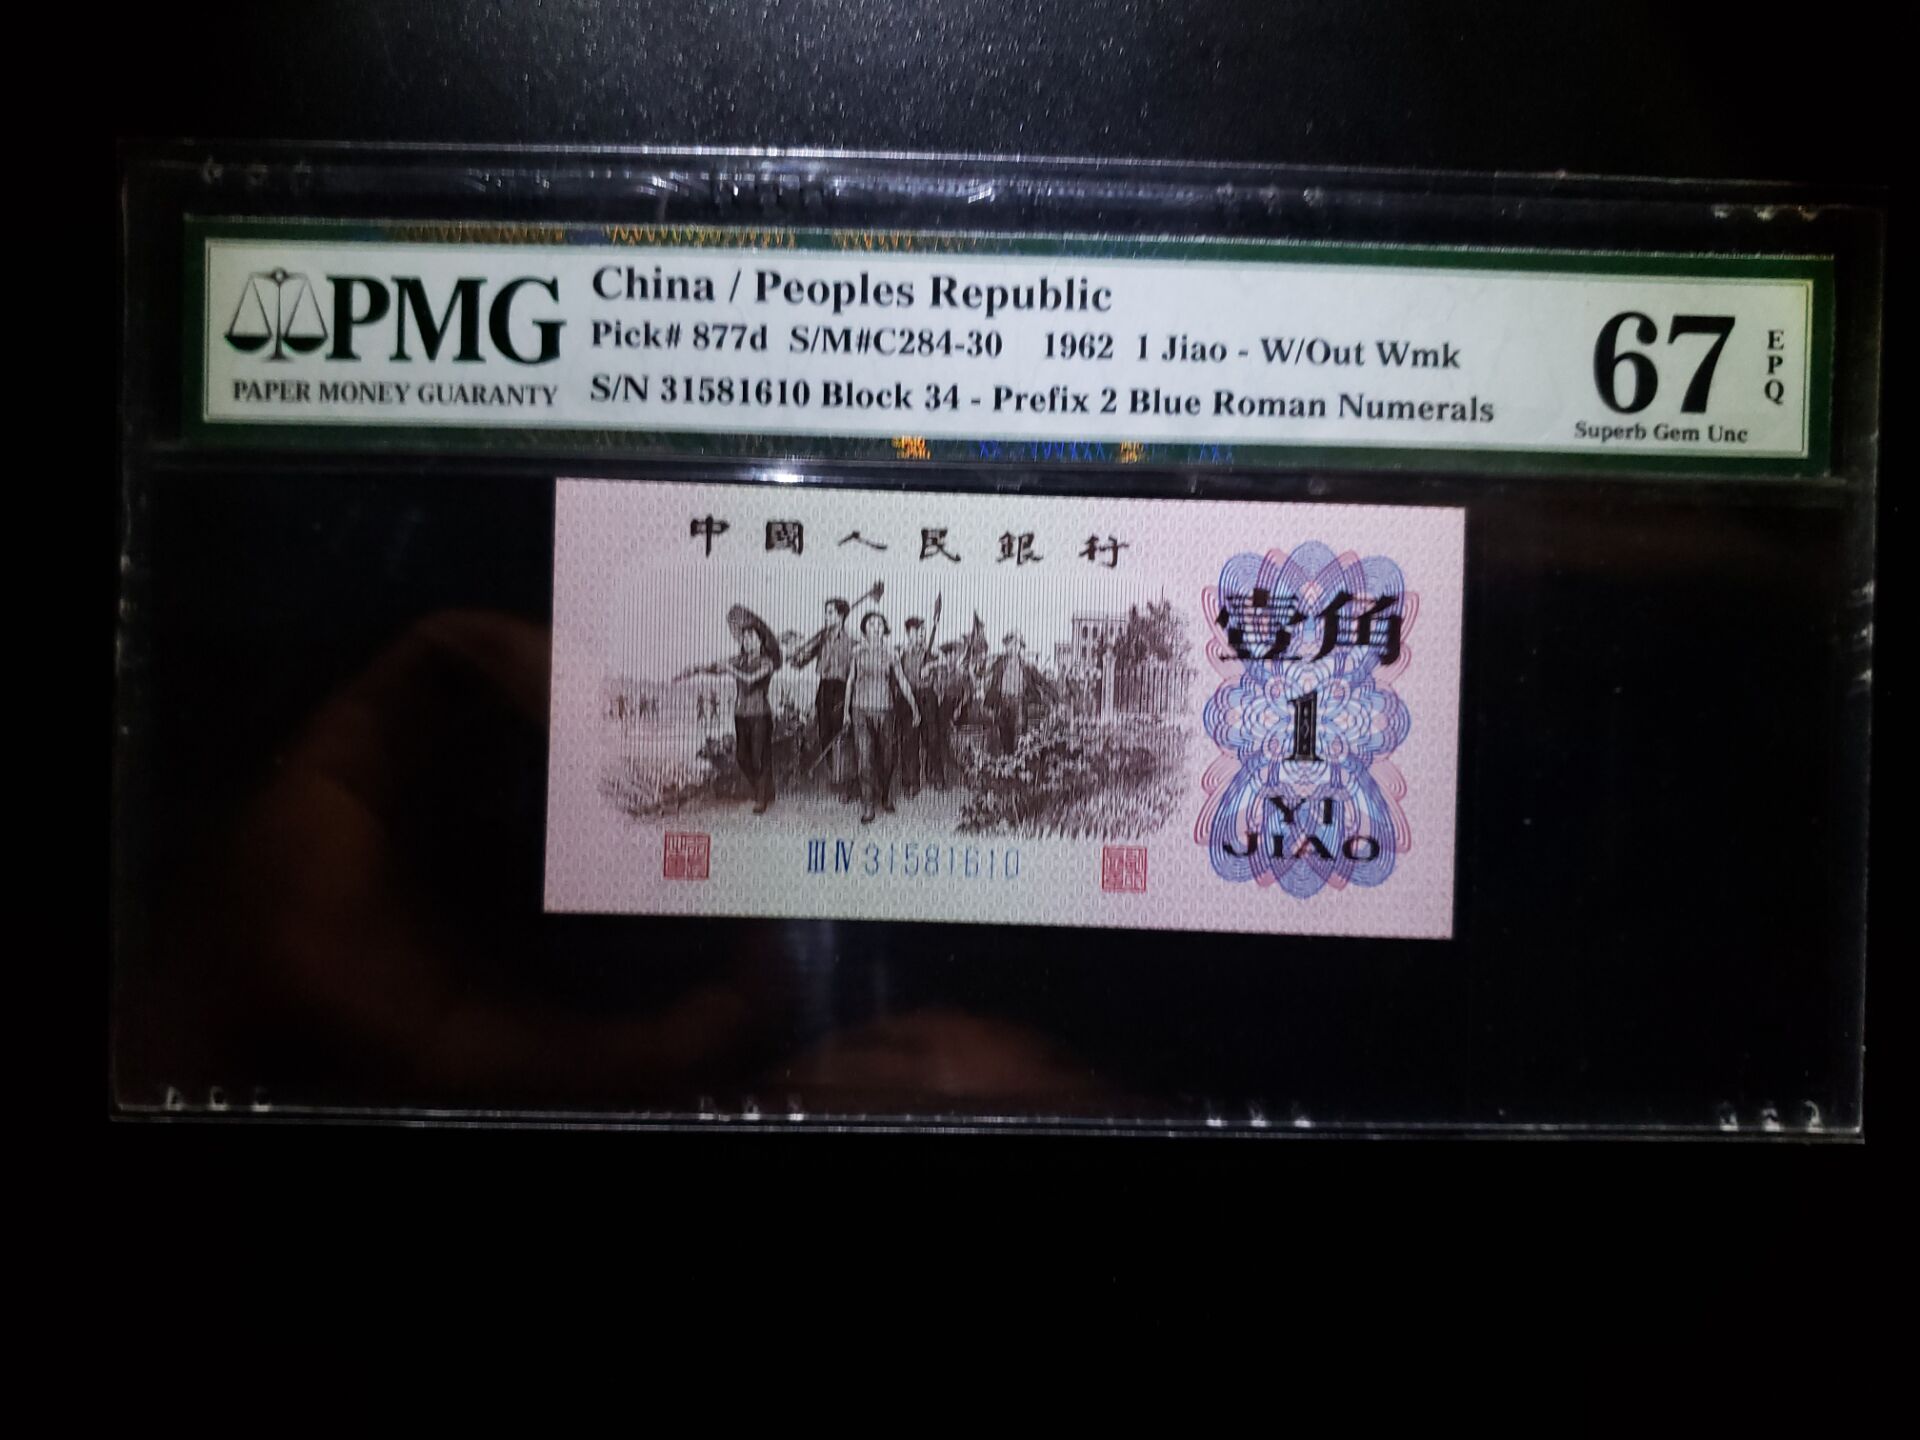 PMG
PAPER MONEY GUARANTY
China / Peoples Republic
Pick# 877d S/M#C284-30 1962 1 Jiao - W/Out Wmk
S/N 31581610 Block 34 - Prefix 2 Blue Roman Numerals
67
EPQ
Superb Gem Unc
中國人民銀行
壹角
1
YI
JIAO
III IV 31581610